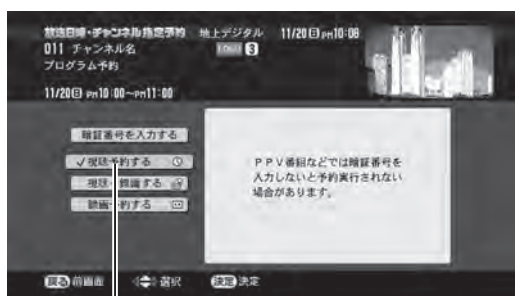 放送日時・チャンネル指定予約 地上デジタル 11/20日 PM10:08
011 チャンネル名 3
プログラム予約
11/20日 PM10:00~PM11:00
暗証番号を入力する
✓視聴予約する
視聴・録画する
録画予約する
PPV番組などでは暗証番号を
入力しないと予約実行されない
場合があります。
戻る 前画面 選択 決定 決定